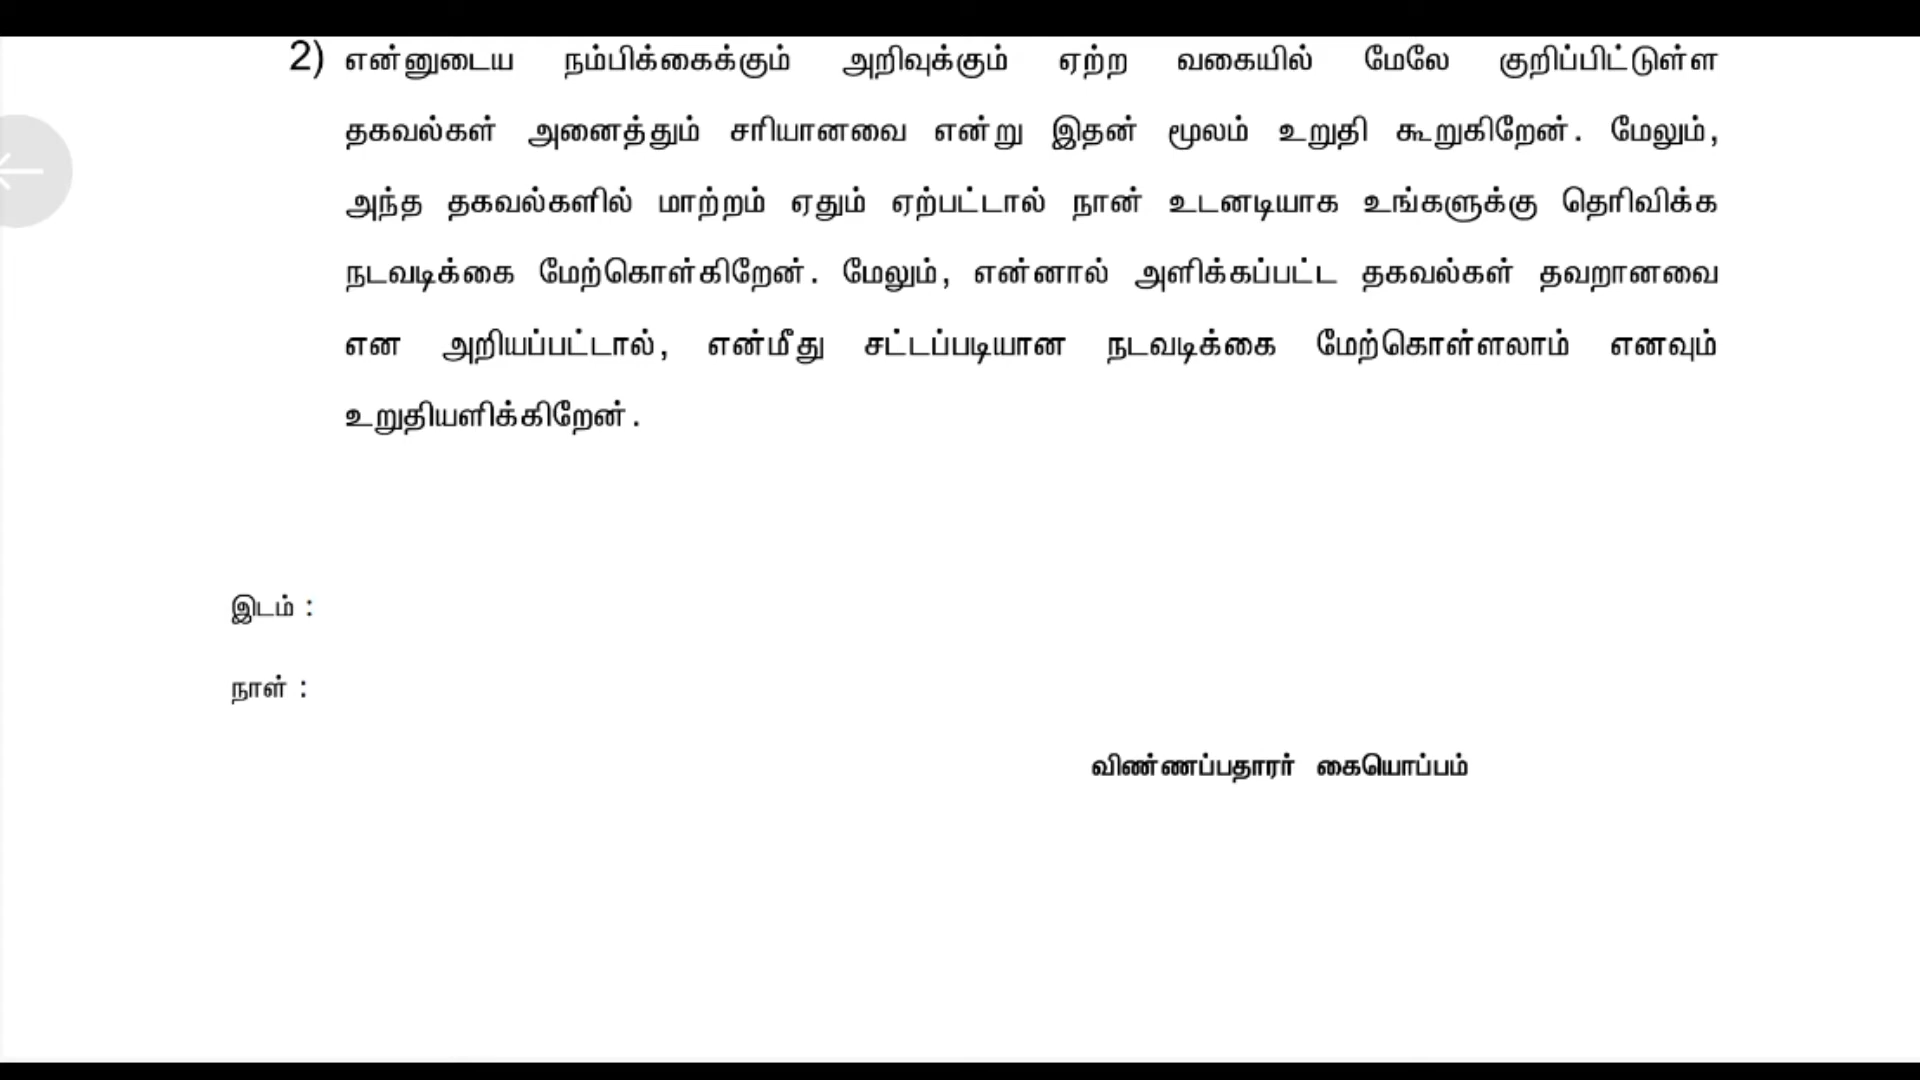 2) என்னுடைய நம்பிக்கைக்கும் அறிவுக்கும் ஏற்ற வகையில் மேலே குறிப்பிட்டுள்ள
தகவல்கள் அனைத்தும் சரியானவை என்று இதன் மூலம் உறுதி கூறுகிறேன். மேலும்,
அந்த தகவல்களில் மாற்றம் ஏதும் ஏற்பட்டால் நான் உடனடியாக உங்களுக்கு தெரிவிக்க
நடவடிக்கை மேற்கொள்கிறேன். மேலும், என்னால் அளிக்கப்பட்ட தகவல்கள் தவறானவை
என அறியப்பட்டால், என்மீது சட்டப்படியான நடவடிக்கை மேற்கொள்ளலாம் எனவும்
உறுதியளிக்கிறேன்.
இடம் :
நாள் :
விண்ணப்பதாரர் கையொப்பம்